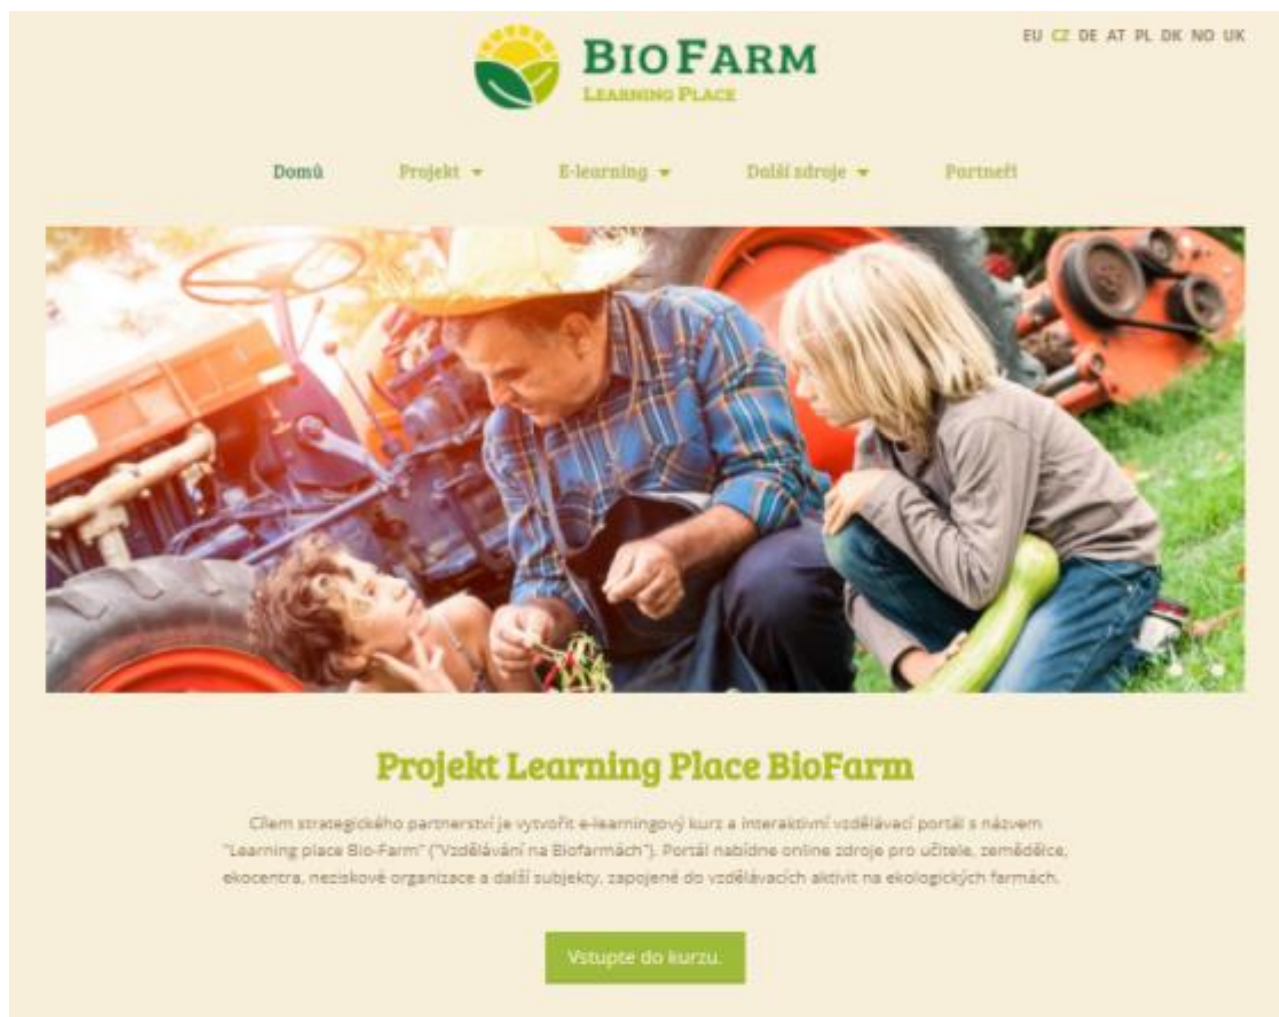 BIO FARM
LEARNING PLACE
EU CZ DE AT PL DK NO UK
Domů Projekt E-learning Další zdroje Partneři
Projekt Learning Place BioFarm
Cílem strategického partnerství je vytvořit e-learningový kurz a interaktivní vzdělávací portál s názvem
"Learning place Bio-Farm" ("Vzdělávání na Biofarmách"). Portál nabídne online zdroje pro učitele, zemědělce,
ekocentra, neziskové organizace a další subjekty, zapojené do vzdělávacích aktivit na ekologických farmách.
Vstupte do kurzu.